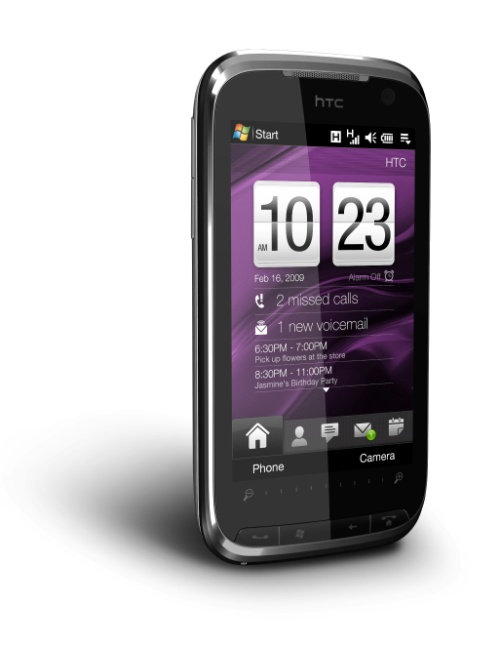 hTC
Start
H
H
HTC
AM
10
23
Feb 16, 2009
Alarm Off
2 missed calls
1 new voicemail
6:30PM - 7:00PM
Pick up flowers at the store
8:30PM - 11:00PM
Jasmine's Birthday Party
Phone
Camera